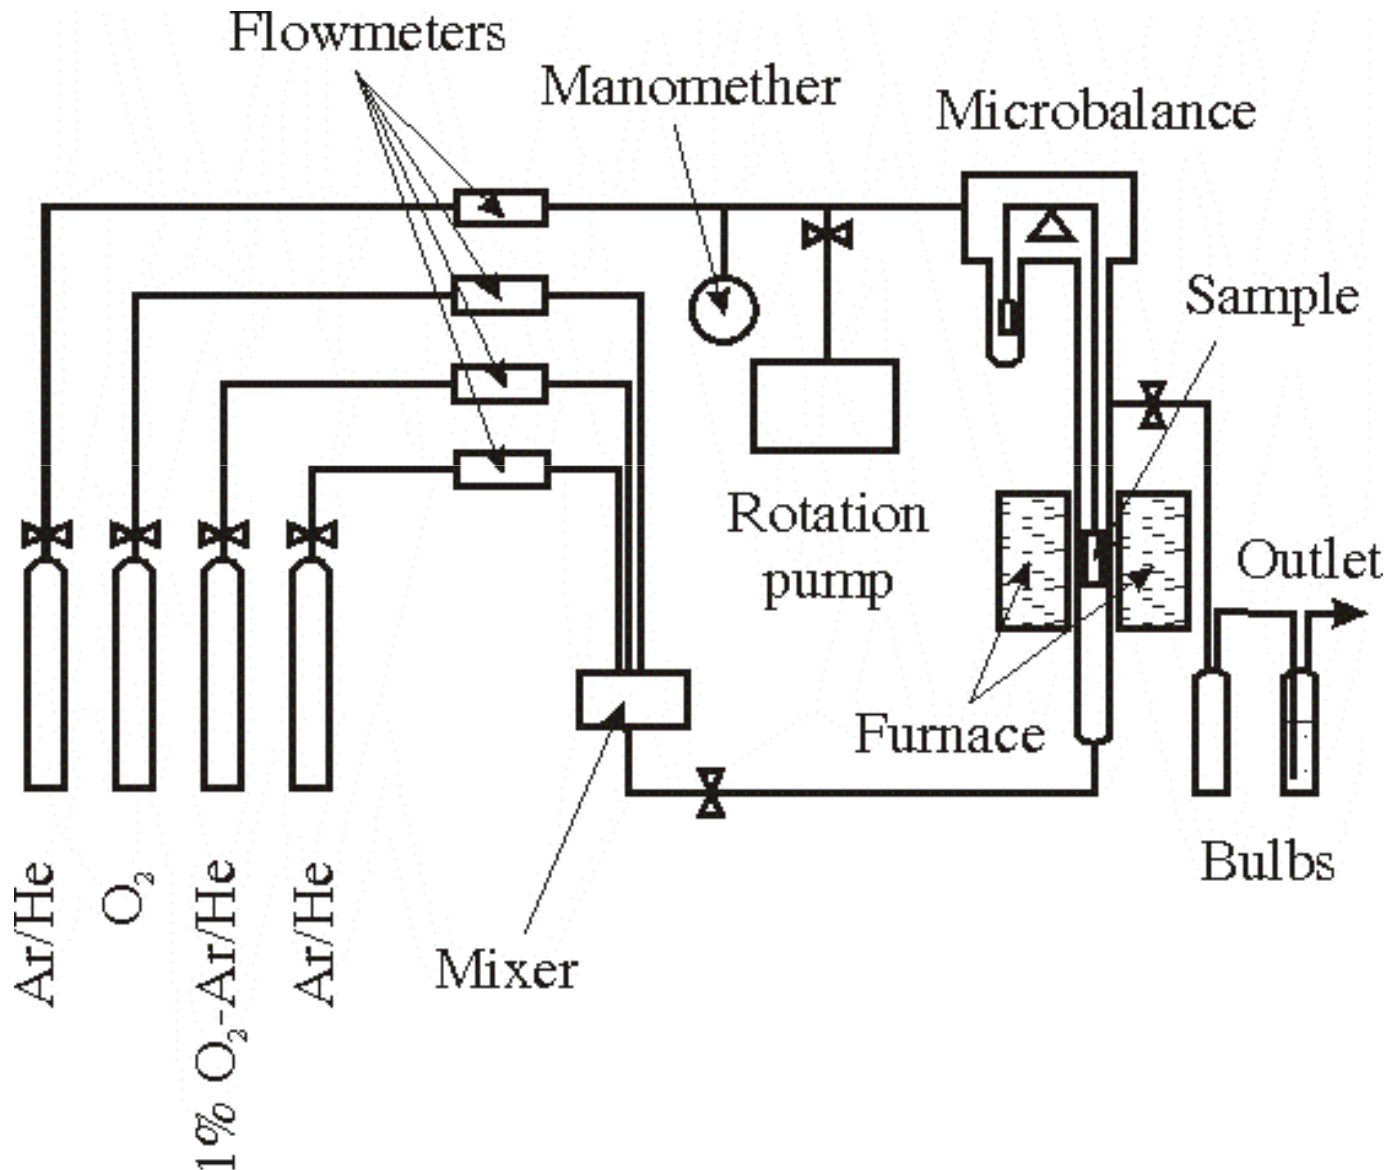 Flowmeters
Manomether
Microbalance
Sample
Rotation
pump
Outlet
Furnace
Bulbs
Mixer
Ar/He
O₂
1% O₂-Ar/He
Ar/He